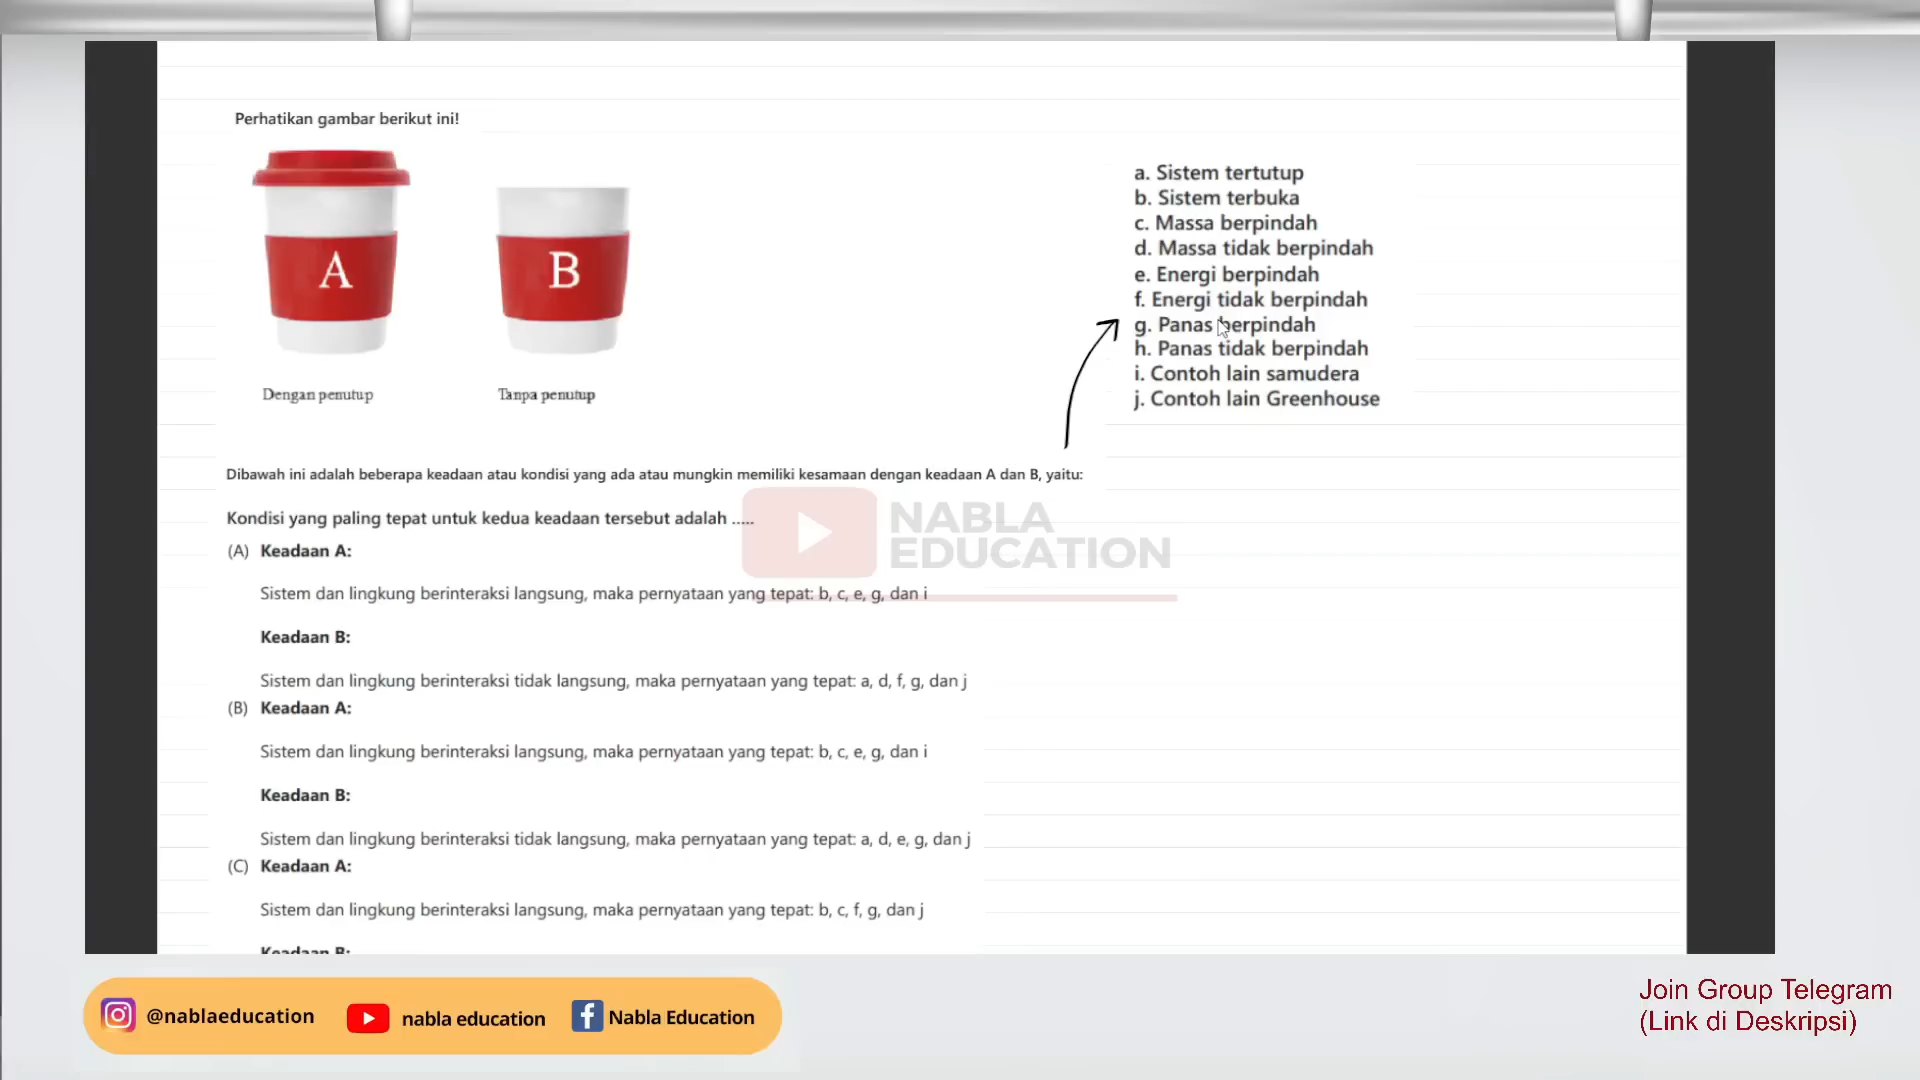 Perhatikan gambar berikut ini!
A
B
Dengan penutup
Tanpa penutup
a. Sistem tertutup
b. Sistem terbuka
c. Massa berpindah
d. Massa tidak berpindah
e. Energi berpindah
f. Energi tidak berpindah
g. Panas berpindah
h. Panas tidak berpindah
i. Contoh lain samudera
j. Contoh lain Greenhouse
Dibawah ini adalah beberapa keadaan atau kondisi yang ada atau mungkin memiliki kesamaan dengan keadaan A dan B, yaitu:
Kondisi yang paling tepat untuk kedua keadaan tersebut adalah .....
(A) Keadaan A:
Sistem dan lingkung berinteraksi langsung, maka pernyataan yang tepat: b, c, e, g, dan i
Keadaan B:
Sistem dan lingkung berinteraksi tidak langsung, maka pernyataan yang tepat: a, d, f, g, dan j
(B) Keadaan A:
Sistem dan lingkung berinteraksi langsung, maka pernyataan yang tepat: b, c, e, g, dan i
Keadaan B:
Sistem dan lingkung berinteraksi tidak langsung, maka pernyataan yang tepat: a, d, e, g, dan j
(C) Keadaan A:
Sistem dan lingkung berinteraksi langsung, maka pernyataan yang tepat: b, c, f, g, dan j
Keadaan B:
NABLA
EDUCATION
@nablaeducation
nabla education
Nabla Education
Join Group Telegram
(Link di Deskripsi)